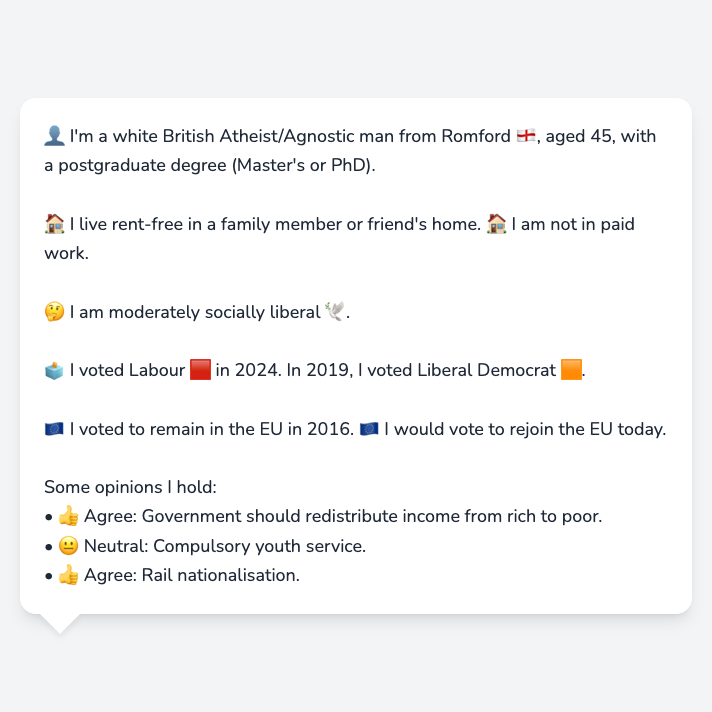 👤 I'm a white British Atheist/Agnostic man from Romford 🏴󠁧󠁢󠁥󠁮󠁧󠁿, aged 45, with
a postgraduate degree (Master's or PhD).
🏠 I live rent-free in a family member or friend's home. 🏠 I am not in paid
work.
🤔 I am moderately socially liberal 🕊️.
🗳️ I voted Labour 🟥 in 2024. In 2019, I voted Liberal Democrat 🟧.
🇪🇺 I voted to remain in the EU in 2016. 🇪🇺 I would vote to rejoin the EU today.
Some opinions I hold:
• 👍 Agree: Government should redistribute income from rich to poor.
• 😐 Neutral: Compulsory youth service.
• 👍 Agree: Rail nationalisation.